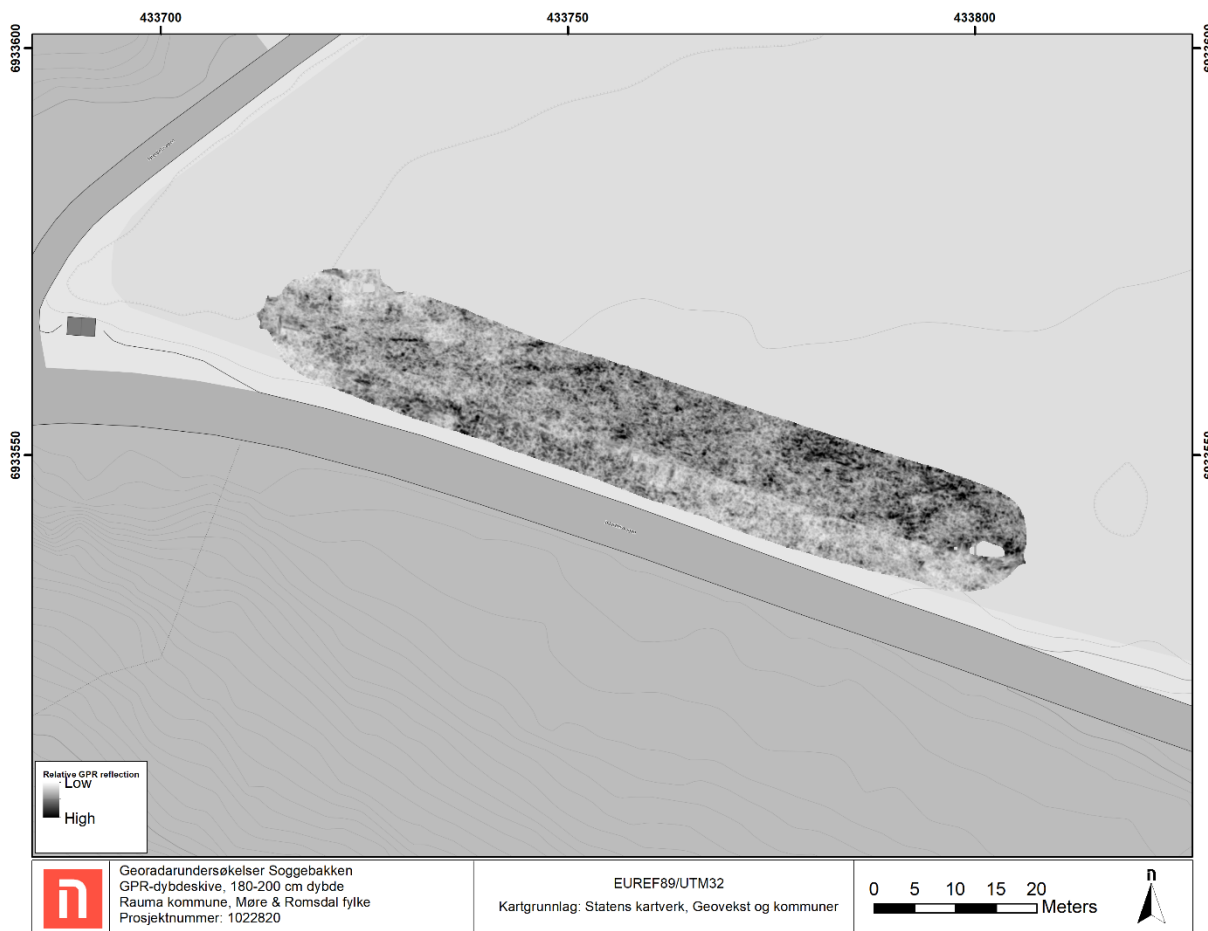 433700
433750
433800
6933600
6933600
6933550
6933550
Relative GPR reflection
Low
High
Georadarundersøkelser Soggebakken
GPR-dybdeskive, 180-200 cm dybde
Rauma kommune, Møre & Romsdal fylke
Prosjektnummer: 1022820
EUREF89/UTM32
Kartgrunnlag: Statens kartverk, Geovekst og kommuner
0 5 10 15 20
Meters
n